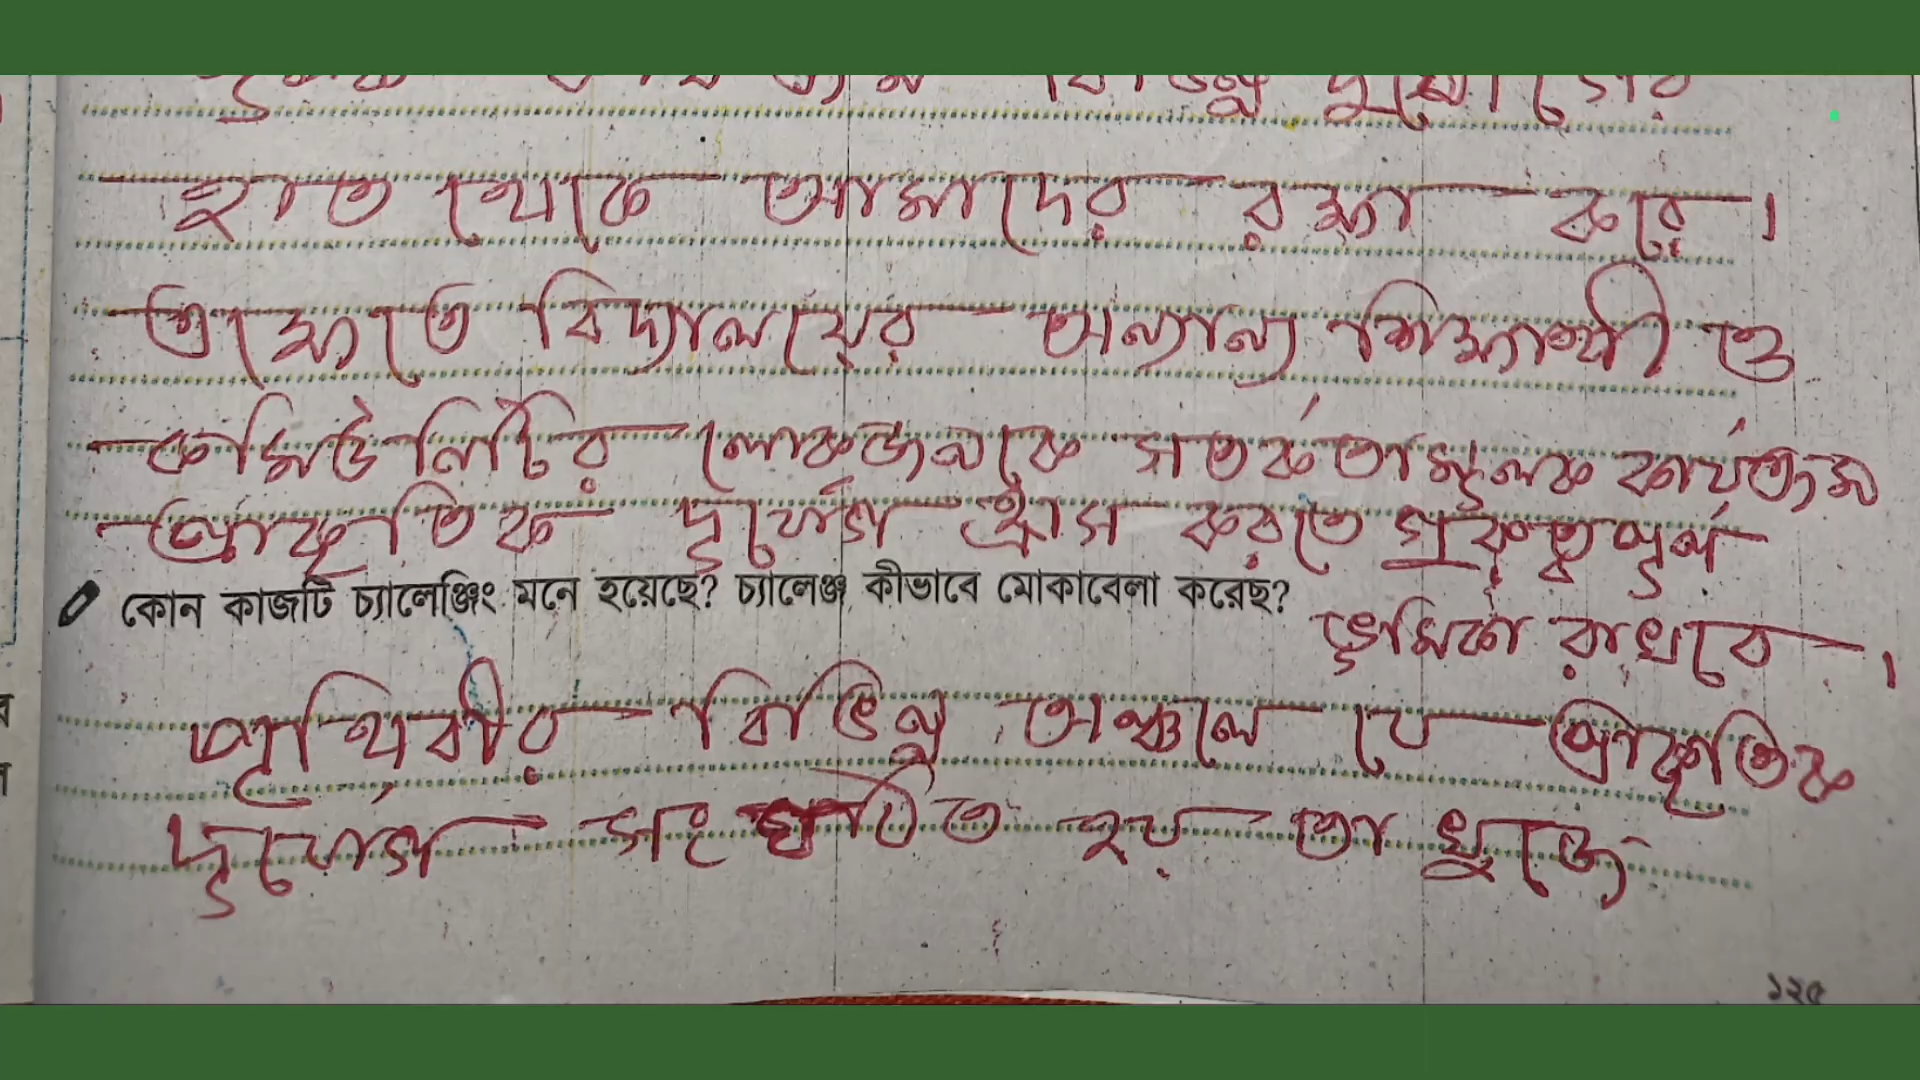 বিভিন্ন দুর্যোগের
হাত থেকে আমাদের রক্ষা করে।
এক্ষেতে বিদ্যালয়ের অন্যান্য শিক্ষার্থী ও
কমিউনিটির লোকজনকে সতর্কতামূলক কার্যক্রম
প্রাকৃতিক দূর্যোগ হ্রাস করতে গুরুত্বপূর্ণ
কোন কাজটি চ্যালেঞ্জিং মনে হয়েছে? চ্যালেঞ্জ কীভাবে মোকাবেলা করেছ?
ভূমিকা রাখবে।
পৃথিবীর বিভিন্ন অঞ্চলে যে প্রাকৃতিক
দূর্যোগ সংঘটিত হয় তা খুজে
১২৫